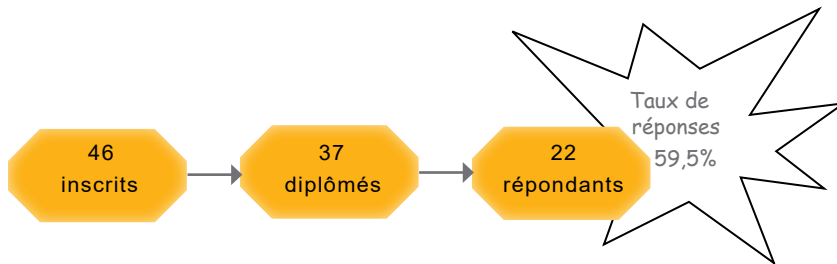 46
inscrits
37
diplômés
22
répondants
Taux de
réponses
59,5%